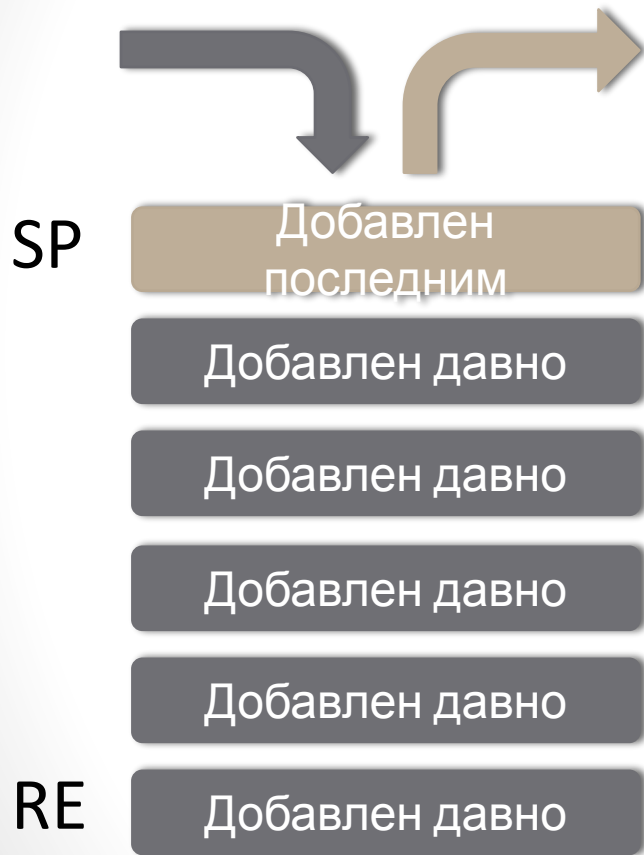 SP
Добавлен
последним
Добавлен давно
Добавлен давно
Добавлен давно
Добавлен давно
RE
Добавлен давно